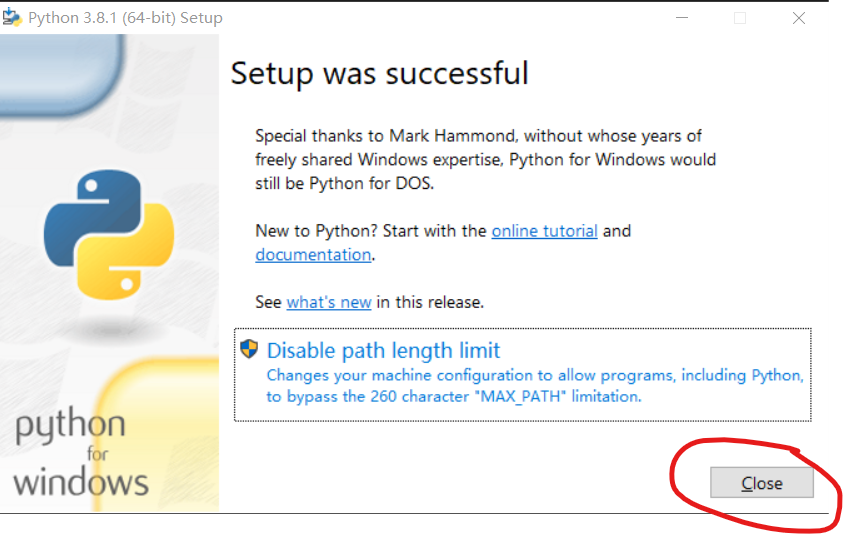 Python 3.8.1 (64-bit) Setup
Setup was successful
Special thanks to Mark Hammond, without whose years of
freely shared Windows expertise, Python for Windows would
still be Python for DOS.
New to Python? Start with the online tutorial and
documentation.
See what's new in this release.
Disable path length limit
Changes your machine configuration to allow programs, including Python,
to bypass the 260 character "MAX_PATH" limitation.
python
for
windows
Close